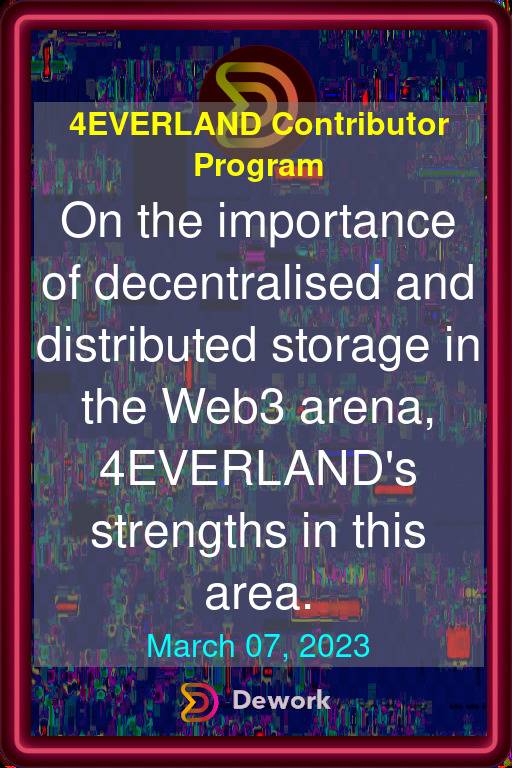 4EVERLAND Contributor
Program
On the importance
of decentralised and
distributed storage in
the Web3 arena,
4EVERLAND's
strengths in this
area.
March 07, 2023
Dework